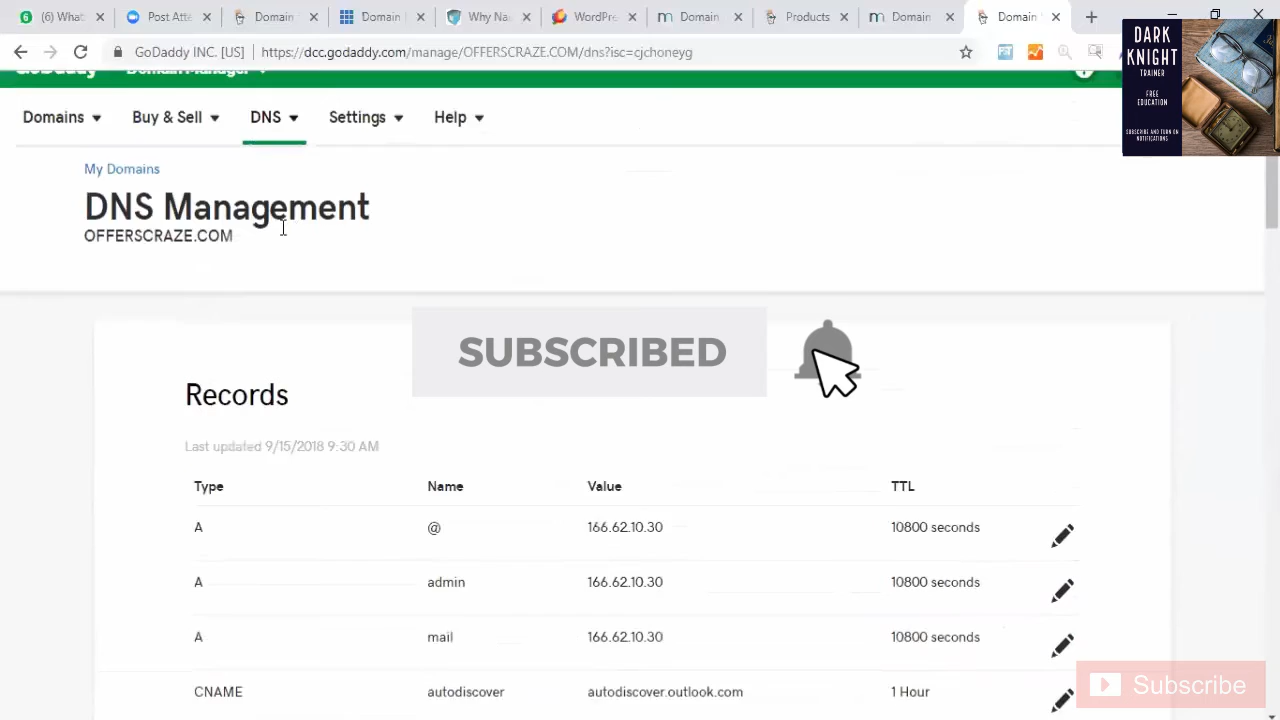 (6) What
Post Atte
Domain
Domain
Why Na
WordPre
Domain
Products
Domain
Domain
GoDaddy INC. [US]
https://dcc.godaddy.com/manage/OFFERSCRAZE.COM/dns?isc=cjchoneyg
DARK
KNIGHT
TRAINER
FREE
EDUCATION
SUBSCRIBE AND TURN ON
NOTIFICATIONS
GoDaddy Domain Manager
Domains Buy & Sell DNS Settings Help
My Domains
DNS Management
OFFERSCRAZE.COM
SUBSCRIBED
Records
Last updated 9/15/2018 9:30 AM
Type Name Value TTL
A @ 166.62.10.30 10800 seconds
A admin 166.62.10.30 10800 seconds
A mail 166.62.10.30 10800 seconds
CNAME autodiscover autodiscover.outlook.com 1 Hour
Subscribe